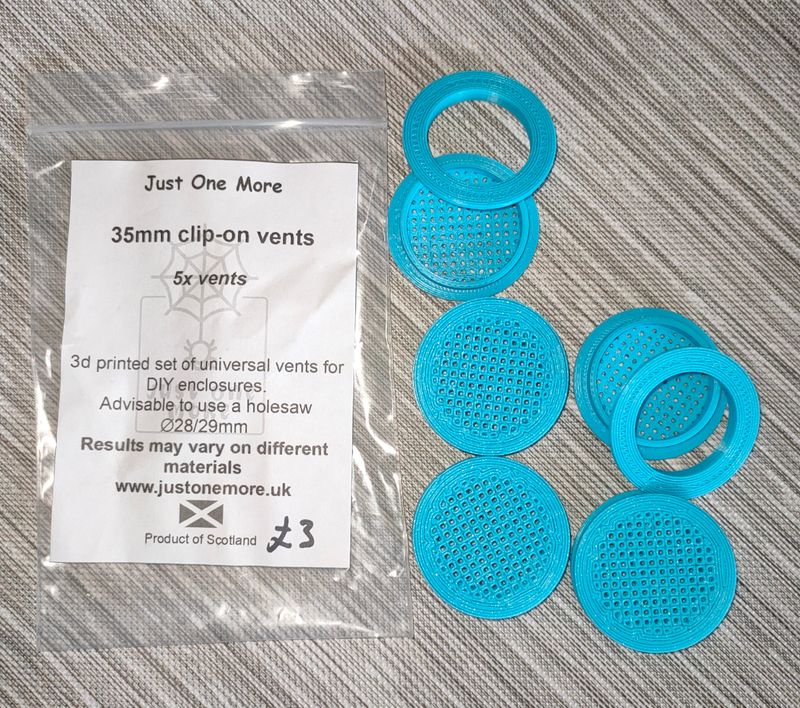 Just One More
35mm clip-on vents
5x vents
3d printed set of universal vents for
DIY enclosures.
Advisable to use a holesaw
Ø28/29mm
Results may vary on different
materials
www.justonemore.uk
Product of Scotland £3